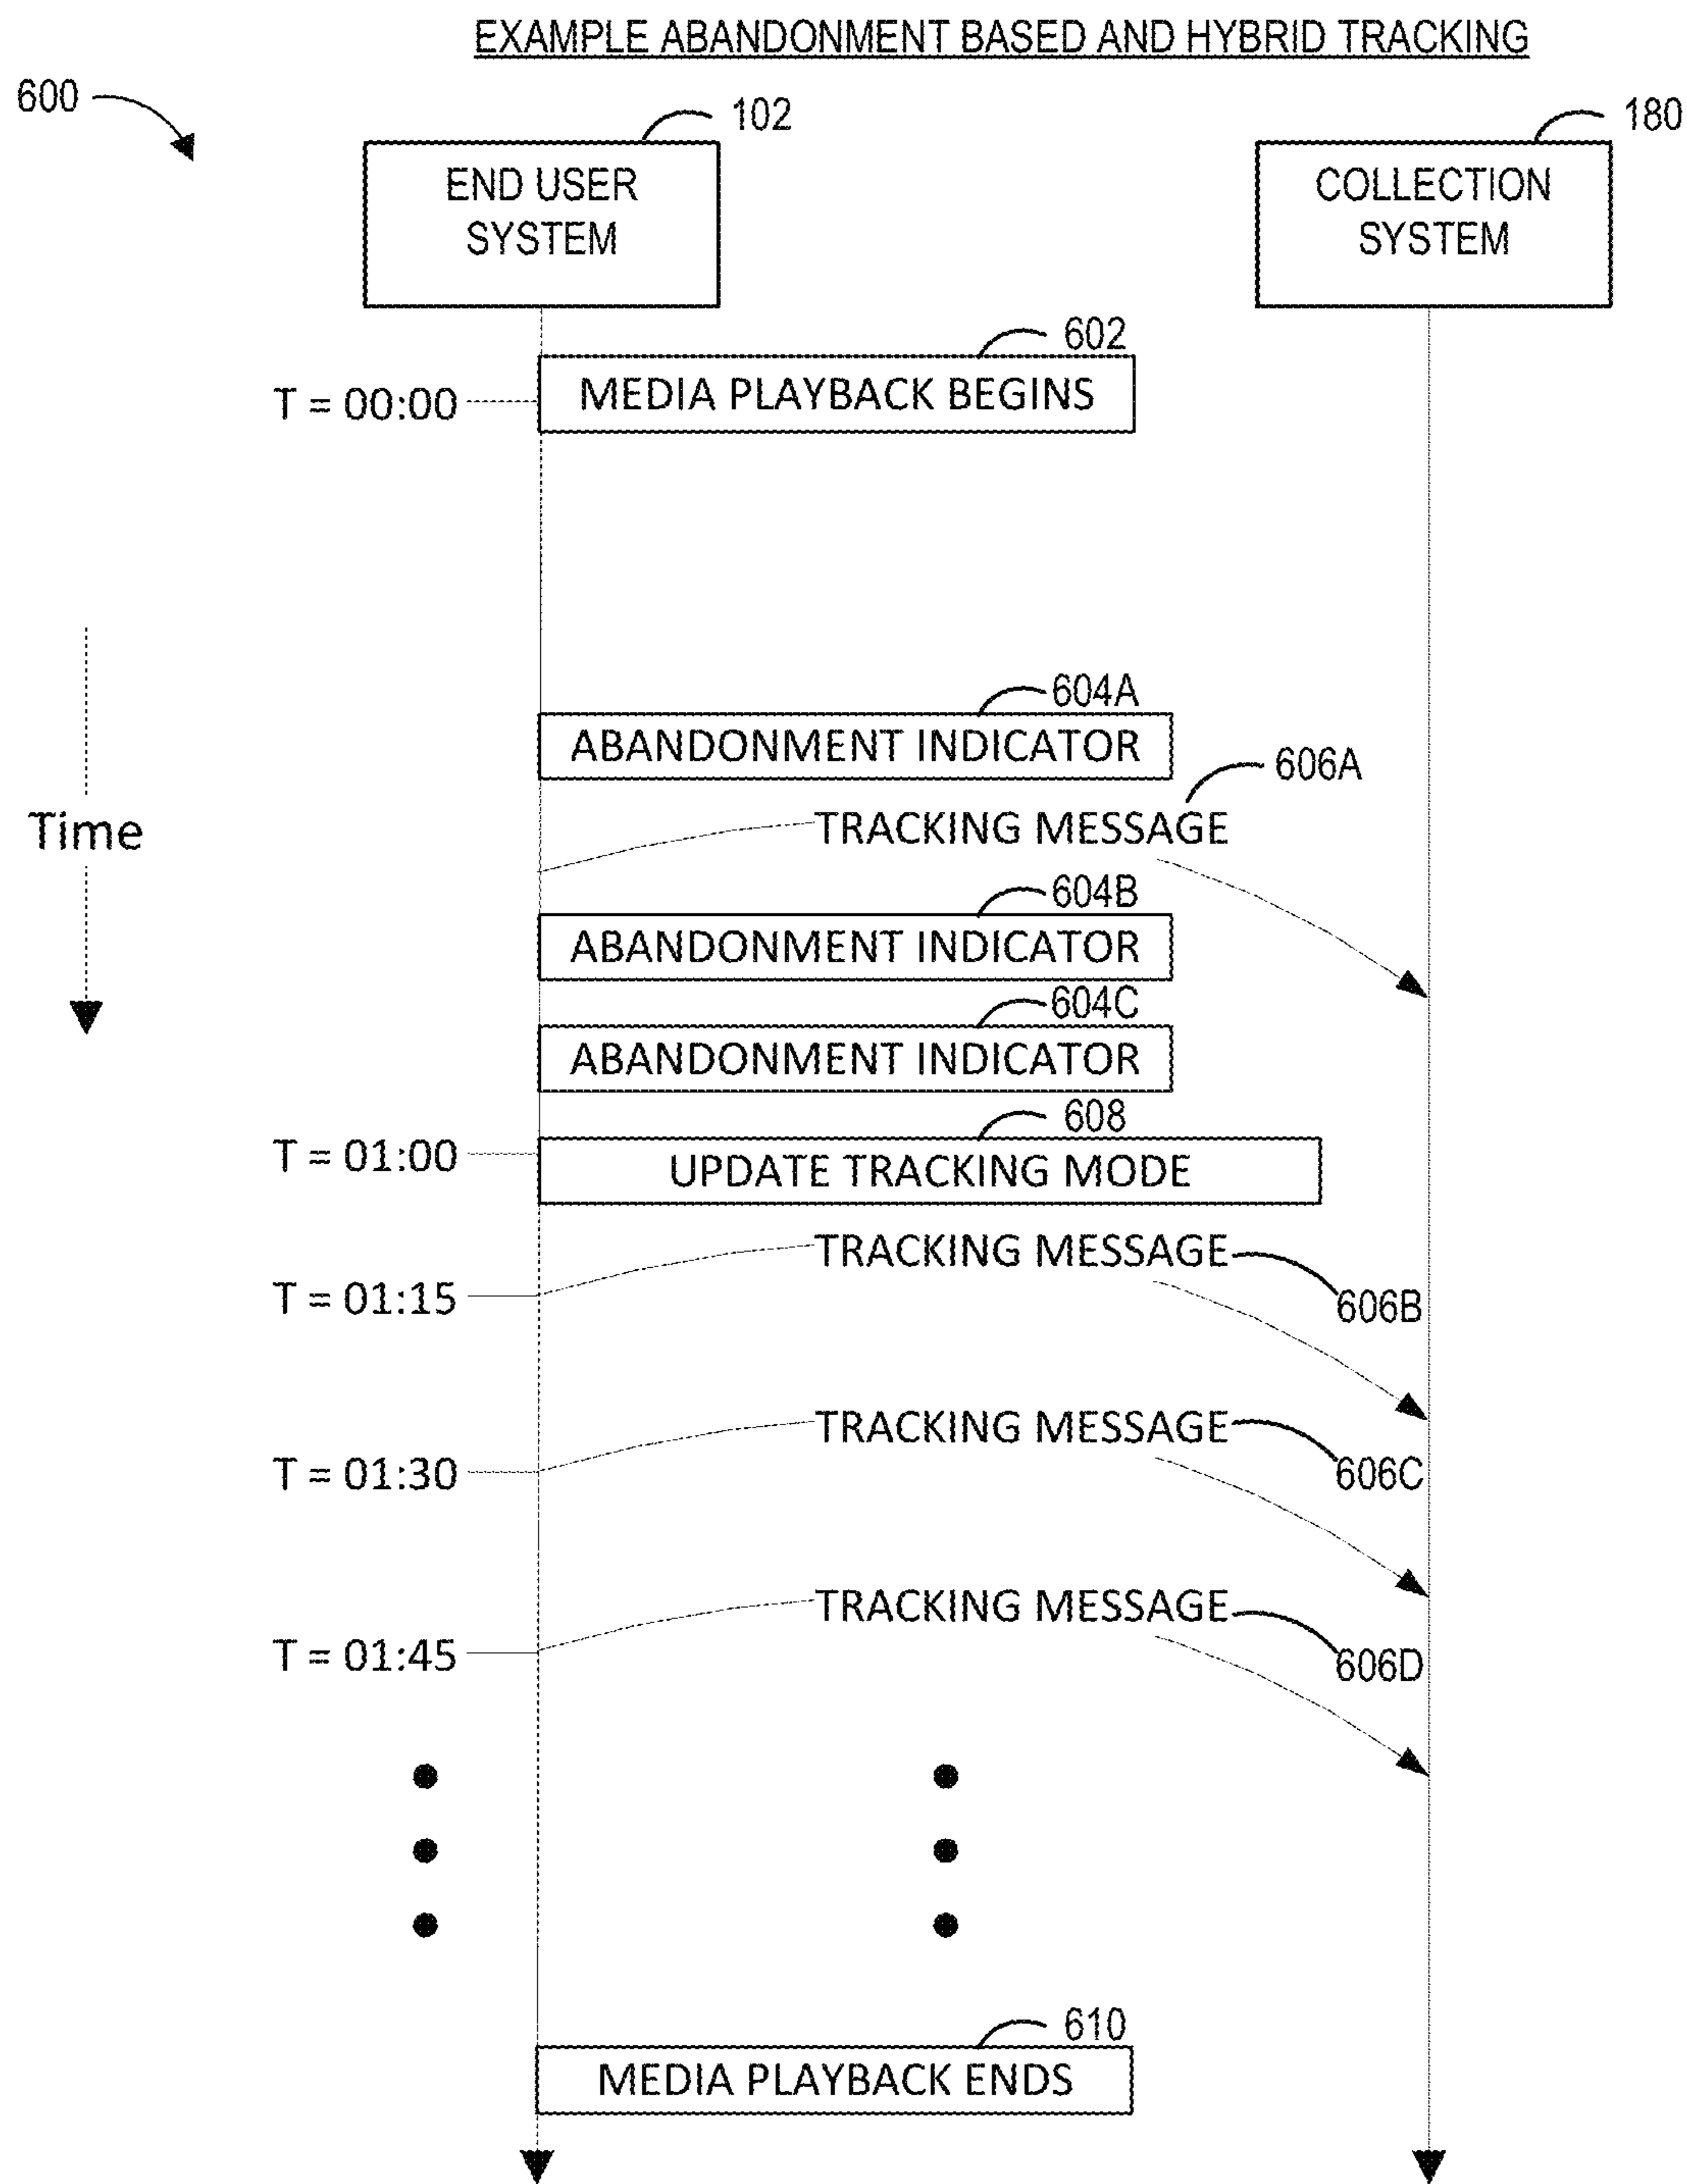 EXAMPLE ABANDONMENT BASED AND HYBRID TRACKING
600
102
180
END USER
SYSTEM
COLLECTION
SYSTEM
602
T = 00:00
MEDIA PLAYBACK BEGINS
604A
ABANDONMENT INDICATOR
606A
Time
TRACKING MESSAGE
604B
ABANDONMENT INDICATOR
604C
ABANDONMENT INDICATOR
608
T = 01:00
UPDATE TRACKING MODE
TRACKING MESSAGE
T = 01:15
606B
TRACKING MESSAGE
T = 01:30
606C
TRACKING MESSAGE
T = 01:45
606D
610
MEDIA PLAYBACK ENDS